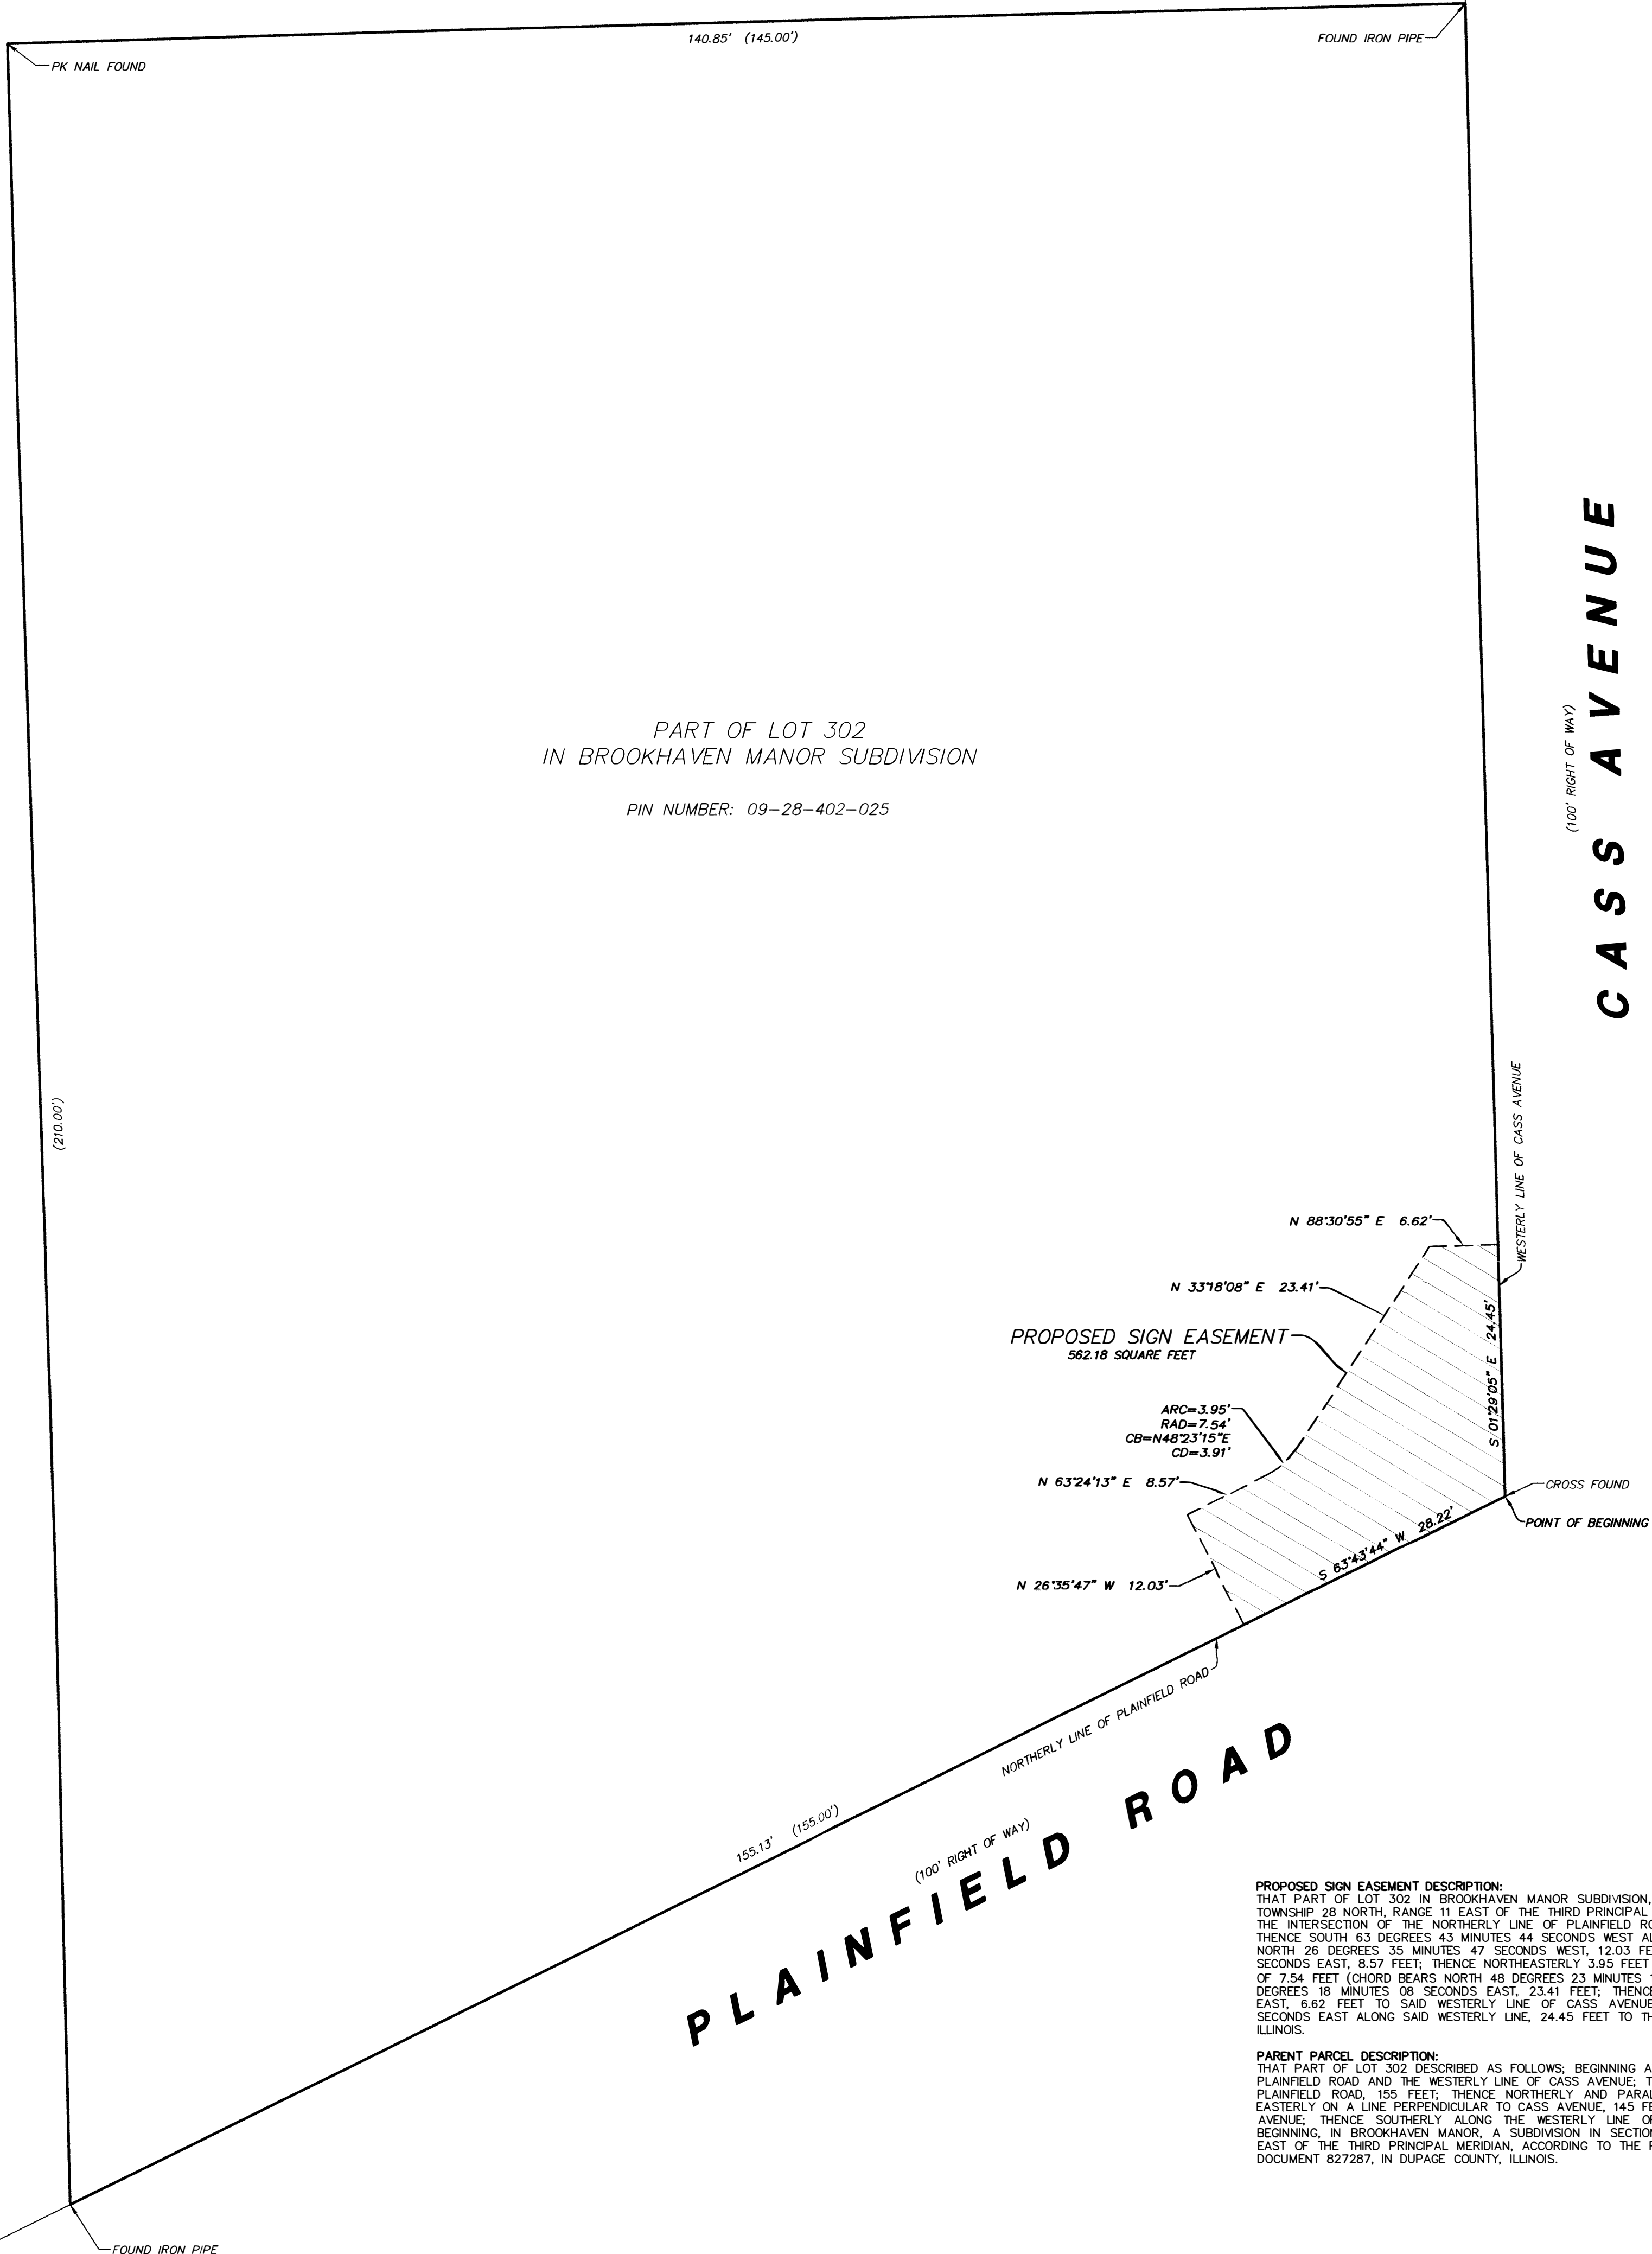 140.85' (145.00')
FOUND IRON PIPE
PK NAIL FOUND
PART OF LOT 302
IN BROOKHAVEN MANOR SUBDIVISION
PIN NUMBER: 09-28-402-025
CASS AVENUE
(100' RIGHT OF WAY)
WESTERLY LINE OF CASS AVENUE
(210.00')
N 88°30'55" E 6.62'
N 33°18'08" E 23.41'
PROPOSED SIGN EASEMENT
562.18 SQUARE FEET
S 01°29'05" E 24.45'
ARC=3.95'
RAD=7.54'
CB=N48°23'15"E
CD=3.91'
N 63°24'13" E 8.57'
CROSS FOUND
POINT OF BEGINNING
S 63°43'44" W 28.22'
N 26°35'47" W 12.03'
NORTHERLY LINE OF PLAINFIELD ROAD
155.13' (155.00')
(100' RIGHT OF WAY)
PLAINFIELD ROAD
PROPOSED SIGN EASEMENT DESCRIPTION:
THAT PART OF LOT 302 IN BROOKHAVEN MANOR SUBDIVISION,
TOWNSHIP 28 NORTH, RANGE 11 EAST OF THE THIRD PRINCIPAL
THE INTERSECTION OF THE NORTHERLY LINE OF PLAINFIELD
THENCE SOUTH 63 DEGREES 43 MINUTES 44 SECONDS WEST
NORTH 26 DEGREES 35 MINUTES 47 SECONDS WEST, 12.03
SECONDS EAST, 8.57 FEET; THENCE NORTHEASTERLY 3.95 FEET
OF 7.54 FEET (CHORD BEARS NORTH 48 DEGREES 23 MINUTES
DEGREES 18 MINUTES 08 SECONDS EAST, 23.41 FEET;
EAST, 6.62 FEET TO SAID WESTERLY LINE OF CASS AVENUE
SECONDS EAST ALONG SAID WESTERLY LINE, 24.45 FEET TO
ILLINOIS.
PARENT PARCEL DESCRIPTION:
THAT PART OF LOT 302 DESCRIBED AS FOLLOWS; BEGINNING
PLAINFIELD ROAD AND THE WESTERLY LINE OF CASS AVENUE;
PLAINFIELD ROAD, 155 FEET; THENCE NORTHERLY AND
EASTERLY ON A LINE PERPENDICULAR TO CASS AVENUE, 145
AVENUE; THENCE SOUTHERLY ALONG THE WESTERLY LINE
BEGINNING, IN BROOKHAVEN MANOR, A SUBDIVISION IN
EAST OF THE THIRD PRINCIPAL MERIDIAN, ACCORDING TO THE
DOCUMENT 827287, IN DUPAGE COUNTY, ILLINOIS.
FOUND IRON PIPE